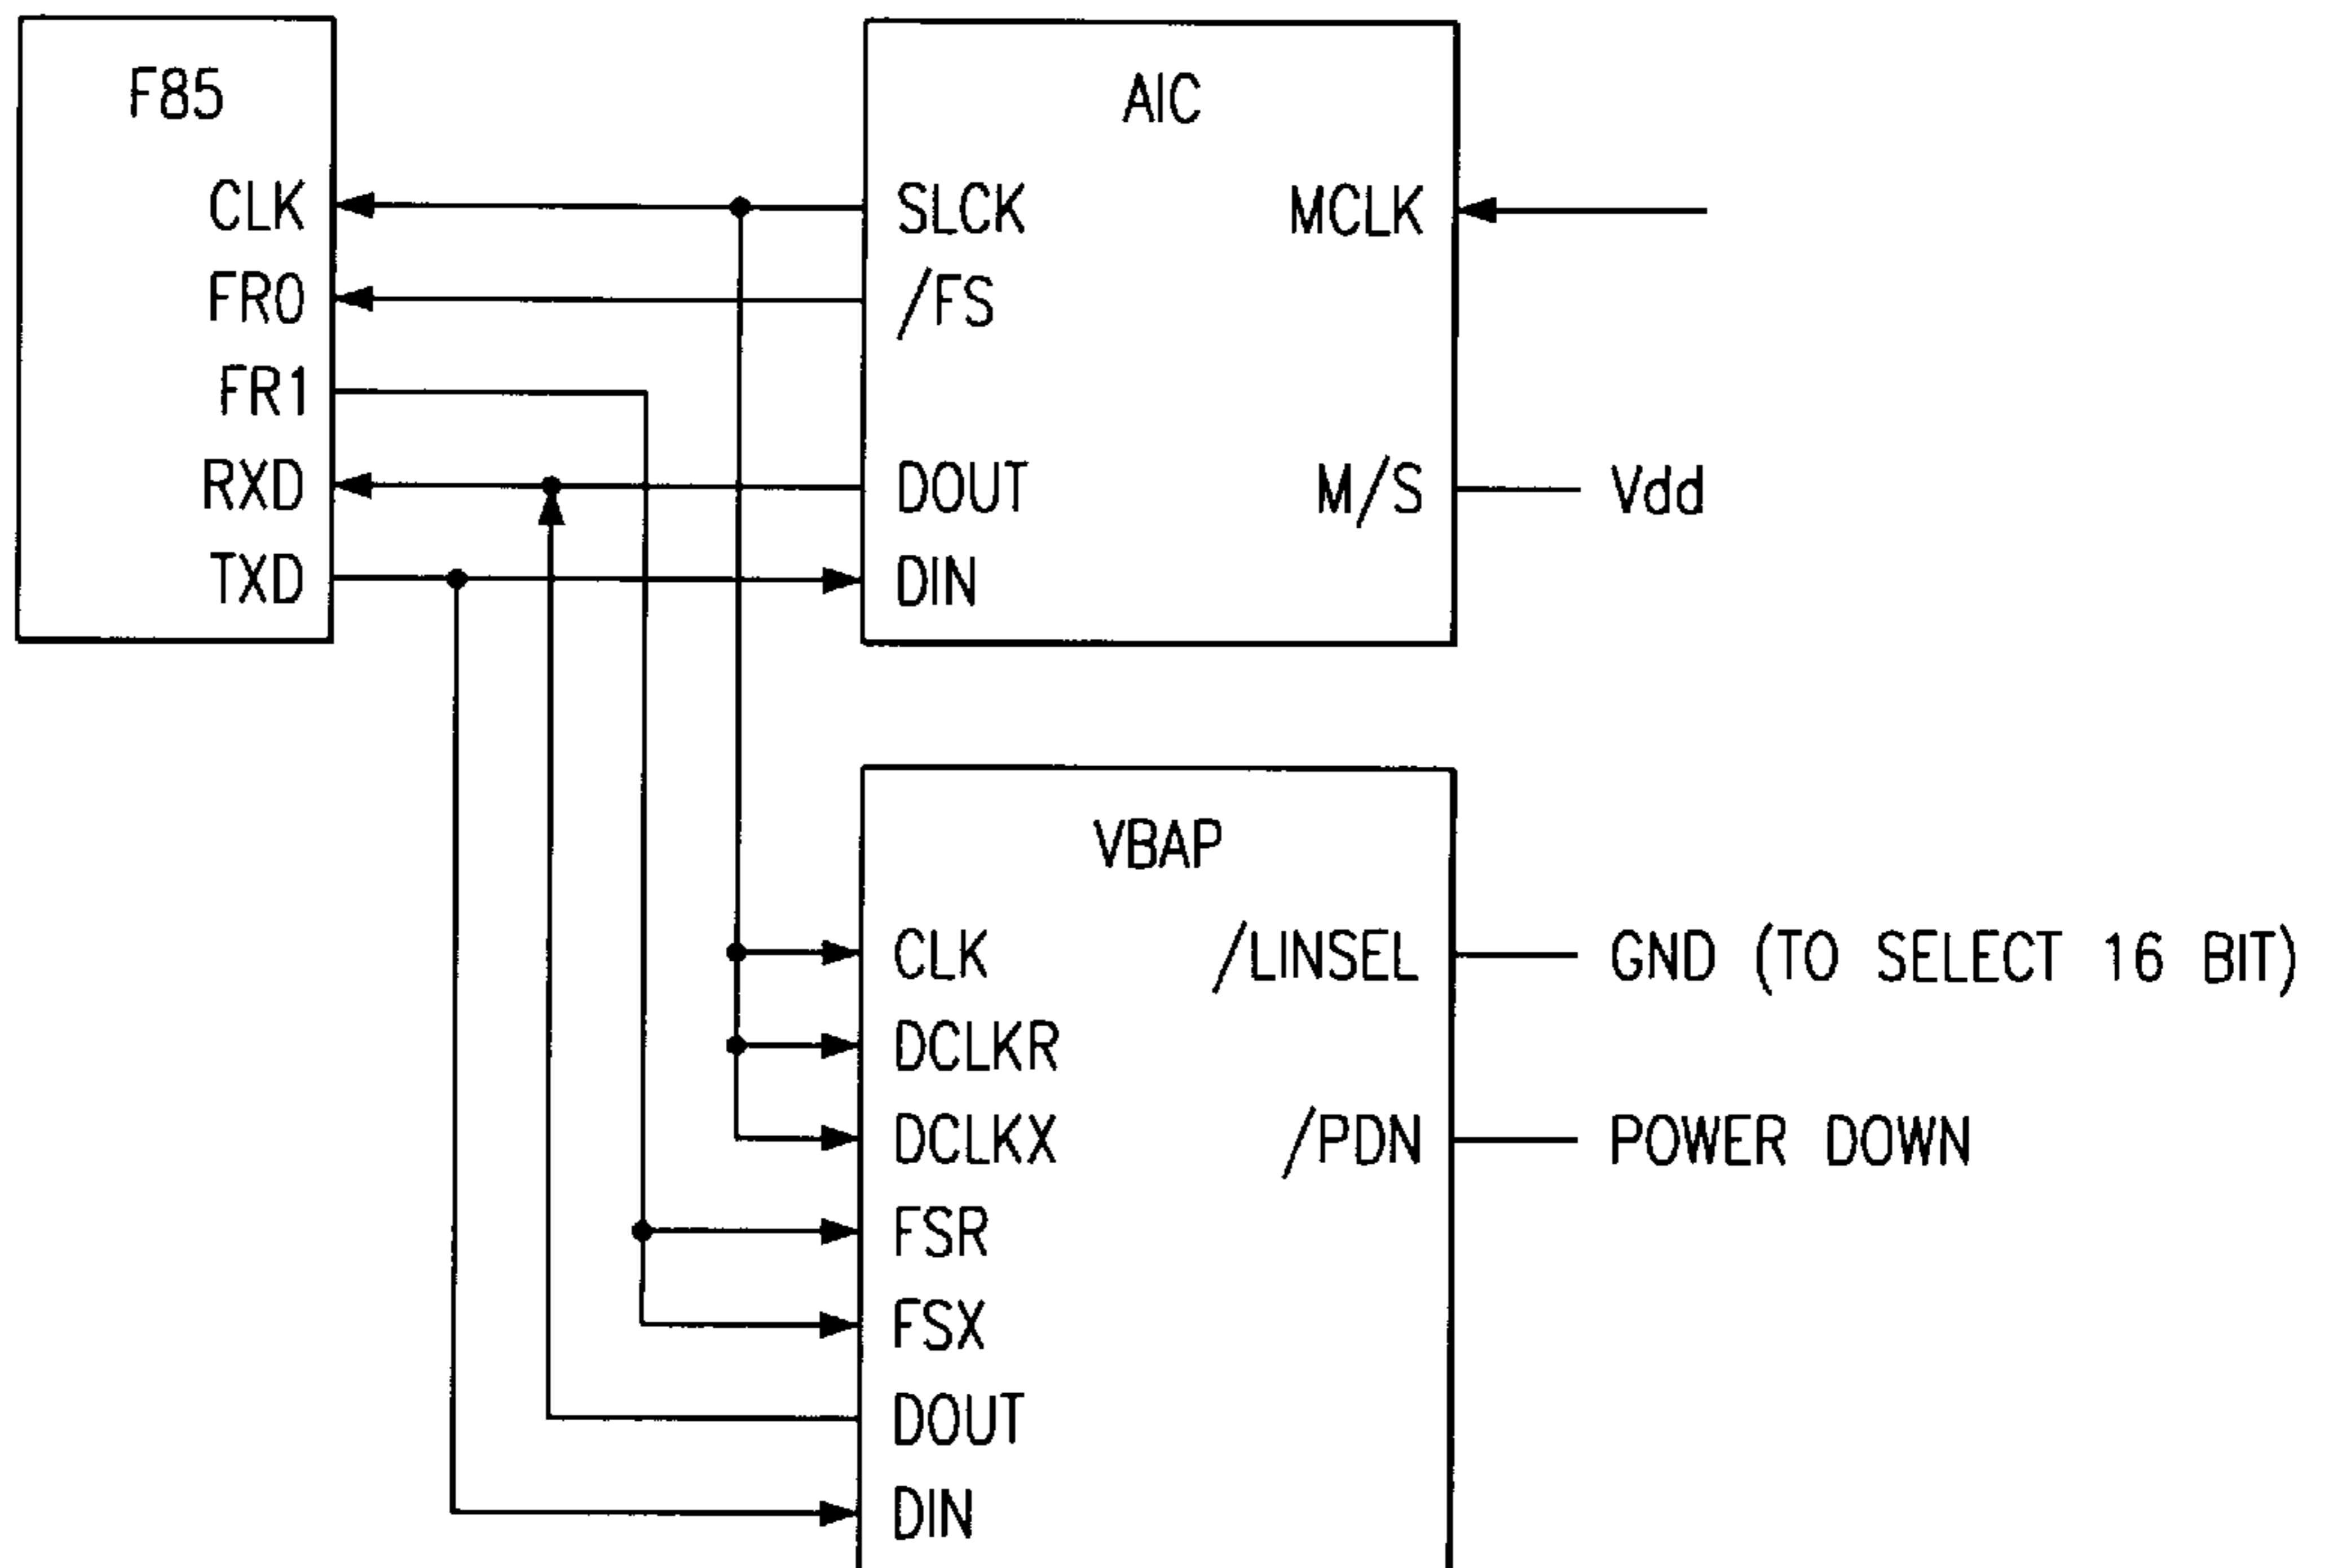 F85
CLK
FR0
FR1
RXD
TXD
AIC
SLCK
/FS
DOUT
DIN
MCLK
M/S
Vdd
VBAP
CLK
DCLKR
DCLKX
FSR
FSX
DOUT
DIN
/LINSEL
GND (TO SELECT 16 BIT)
/PDN
POWER DOWN